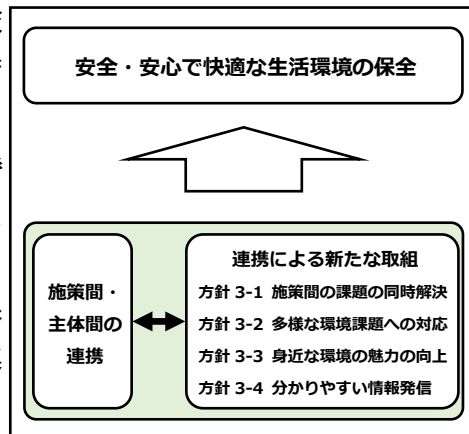 安全・安心で快適な生活環境の保全
施策間・
主体間の
連携
連携による新たな取組
方針 3-1 施策間の課題の同時解決
方針 3-2 多様な環境課題への対応
方針 3-3 身近な環境の魅力の向上
方針 3-4 分かりやすい情報発信